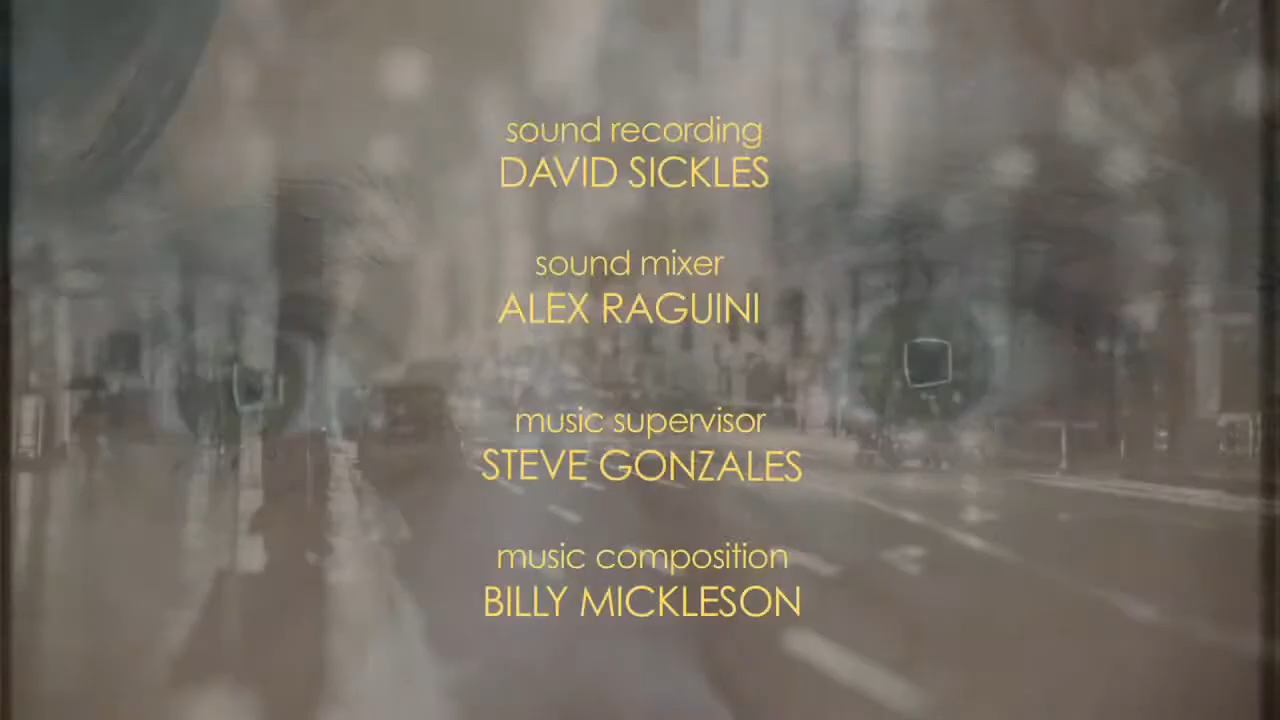 sound recording
DAVID SICKLES
sound mixer
ALEX RAGUINI
music supervisor
STEVE GONZALES
music composition
BILLY MICKLESON